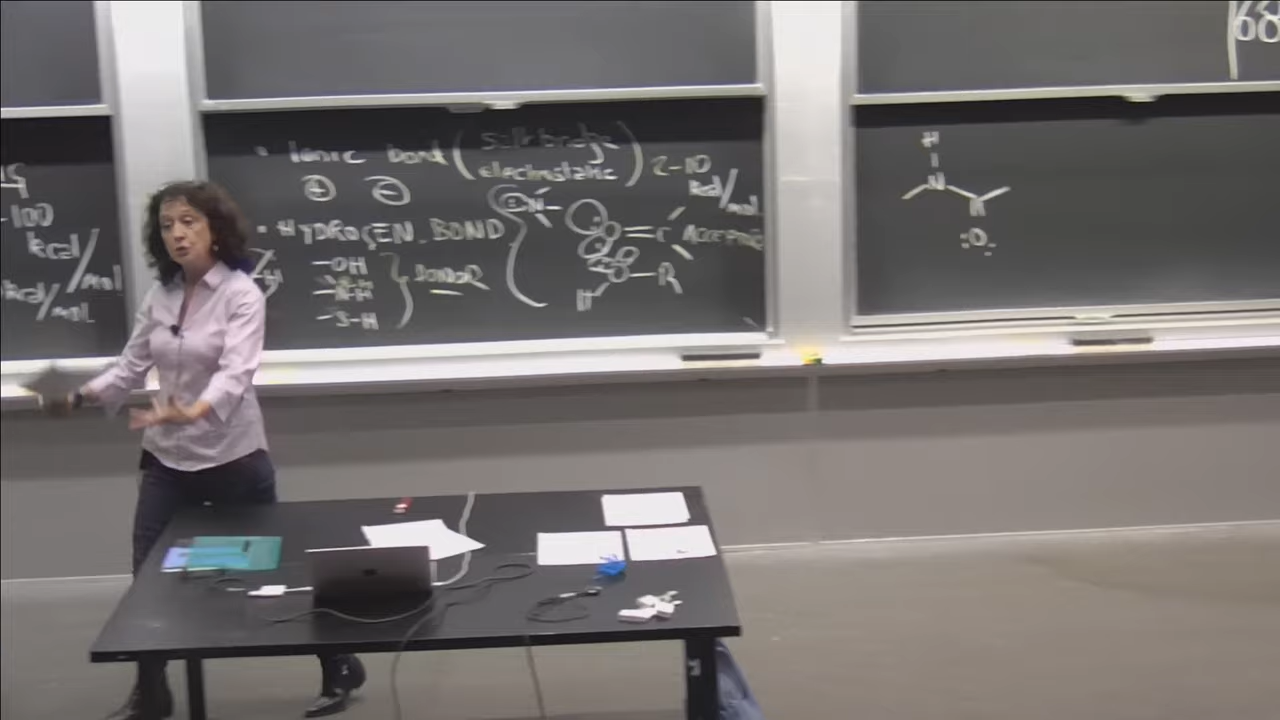 -100
kcal/mol
kcal/mol
• Ionic bond (Salt bridge
electrostatic) 2-10
kcal/mol
⊕ ⊖
• HYDROGEN BOND
-OH
-N-H
-S-H
} DONOR
:N-
=C
ACCEPTOR
O-R
H
H
N
:O:
168